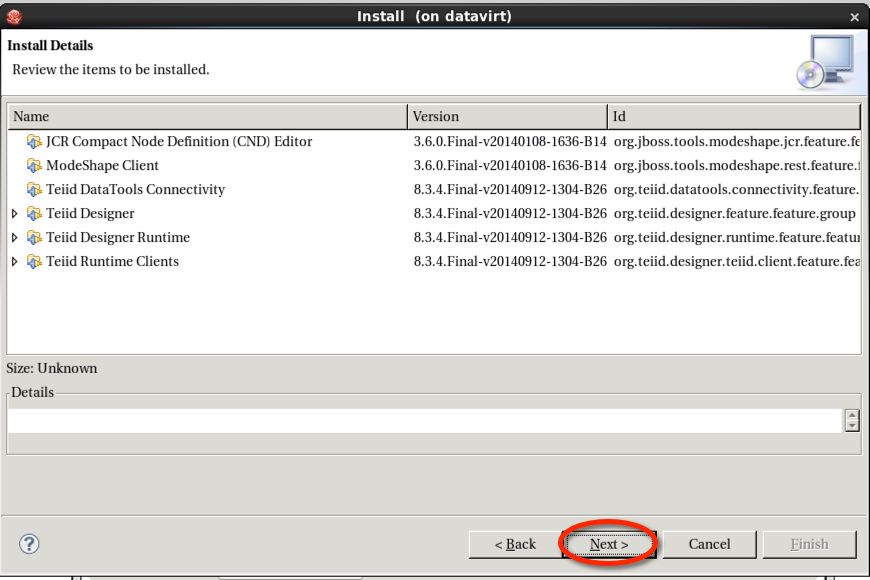 Install (on datavirt)
Install Details
Review the items to be installed.
Name Version Id
JCR Compact Node Definition (CND) Editor 3.6.0.Final-v20140108-1636-B14 org.jboss.tools.modeshape.jcr.feature.fe
ModeShape Client 3.6.0.Final-v20140108-1636-B14 org.jboss.tools.modeshape.rest.feature.
Teiid DataTools Connectivity 8.3.4.Final-v20140912-1304-B26 org.teiid.datatools.connectivity.feature.
Teiid Designer 8.3.4.Final-v20140912-1304-B26 org.teiid.designer.feature.feature.group
Teiid Designer Runtime 8.3.4.Final-v20140912-1304-B26 org.teiid.designer.runtime.feature.featur
Teiid Runtime Clients 8.3.4.Final-v20140912-1304-B26 org.teiid.designer.teiid.client.feature.fea
Size: Unknown
Details
< Back Next > Cancel Finish